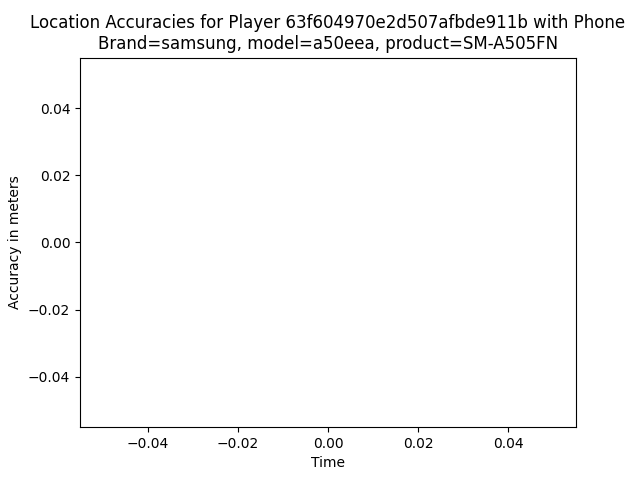 Location Accuracies for Player 63f604970e2d507afbde911b with Phone
Brand=samsung, model=a50eea, product=SM-A505FN
Accuracy in meters
0.04
0.02
0.00
−0.02
−0.04
−0.04 −0.02 0.00 0.02 0.04
Time